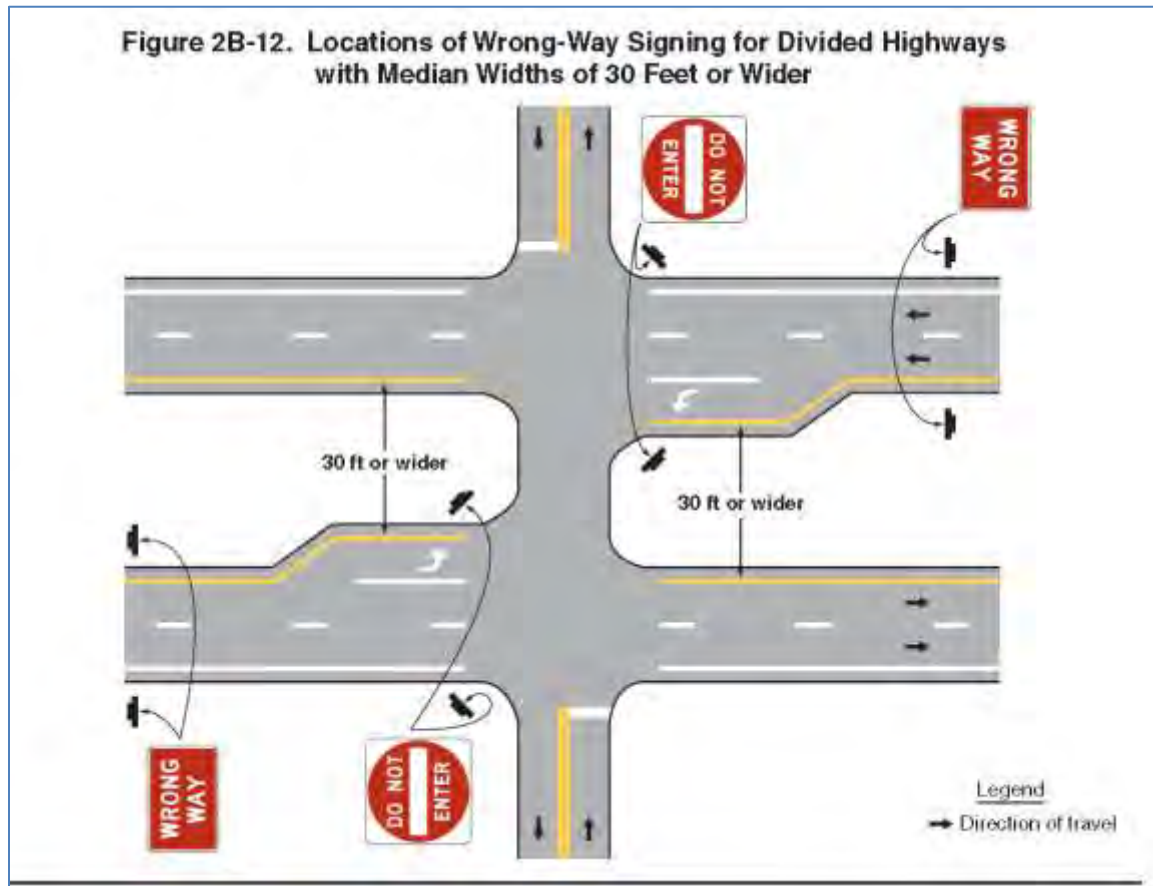 Figure 2B-12. Locations of Wrong-Way Signing for Divided Highways
with Median Widths of 30 Feet or Wider
DO NOT
ENTER
WRONG
WAY
30 ft or wider
30 ft or wider
WRONG
WAY
DO NOT
ENTER
Legend
Direction of travel